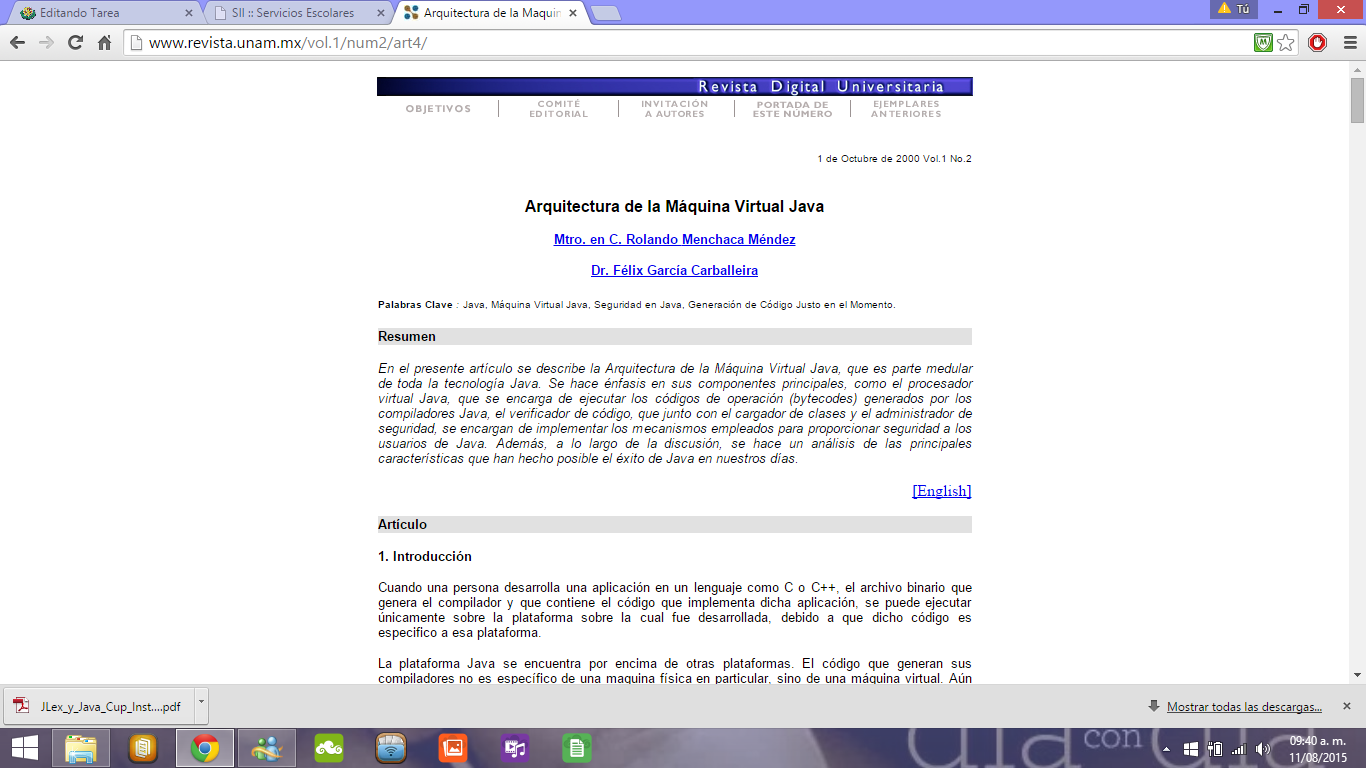 Editando Tarea
SII :: Servicios Escolares
Arquitectura de la Maquin
Tú
www.revista.unam.mx/vol.1/num2/art4/
Revista Digital Universitaria
OBJETIVOS
COMITÉ
EDITORIAL
INVITACIÓN
A AUTORES
PORTADA DE
ESTE NÚMERO
EJEMPLARES
ANTERIORES
1 de Octubre de 2000 Vol.1 No.2
Arquitectura de la Máquina Virtual Java
Mtro. en C. Rolando Menchaca Méndez
Dr. Félix García Carballeira
Palabras Clave : Java, Máquina Virtual Java, Seguridad en Java, Generación de Código Justo en el Momento.
Resumen
En el presente artículo se describe la Arquitectura de la Máquina Virtual Java, que es parte medular
de toda la tecnología Java. Se hace énfasis en sus componentes principales, como el procesador
virtual Java, que se encarga de ejecutar los códigos de operación (bytecodes) generados por los
compiladores Java, el verificador de código, que junto con el cargador de clases y el administrador de
seguridad, se encargan de implementar los mecanismos empleados para proporcionar seguridad a los
usuarios de Java. Además, a lo largo de la discusión, se hace un análisis de las principales
características que han hecho posible el éxito de Java en nuestros días.
[English]
Artículo
1. Introducción
Cuando una persona desarrolla una aplicación en un lenguaje como C o C++, el archivo binario que
genera el compilador y que contiene el código que implementa dicha aplicación, se puede ejecutar
únicamente sobre la plataforma sobre la cual fue desarrollada, debido a que dicho código es
especifico a esa plataforma.
La plataforma Java se encuentra por encima de otras plataformas. El código que generan sus
compiladores no es específico de una maquina física en particular, sino de una máquina virtual. Aún
JLex_y_Java_Cup_Inst....pdf
Mostrar todas las descargas...
con
09:40 a. m.
11/08/2015